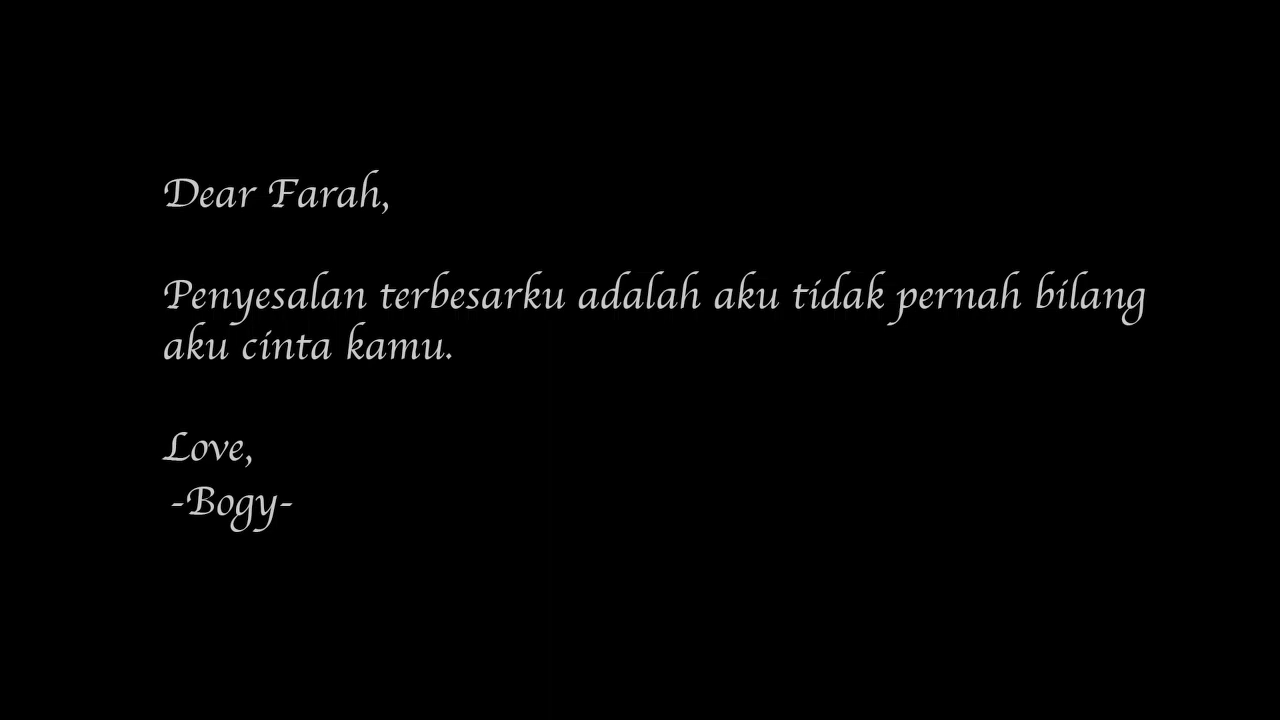 Dear Farah,
Penyesalan terbesarku adalah aku tidak pernah bilang
aku cinta kamu.
Love,
-Bogy-